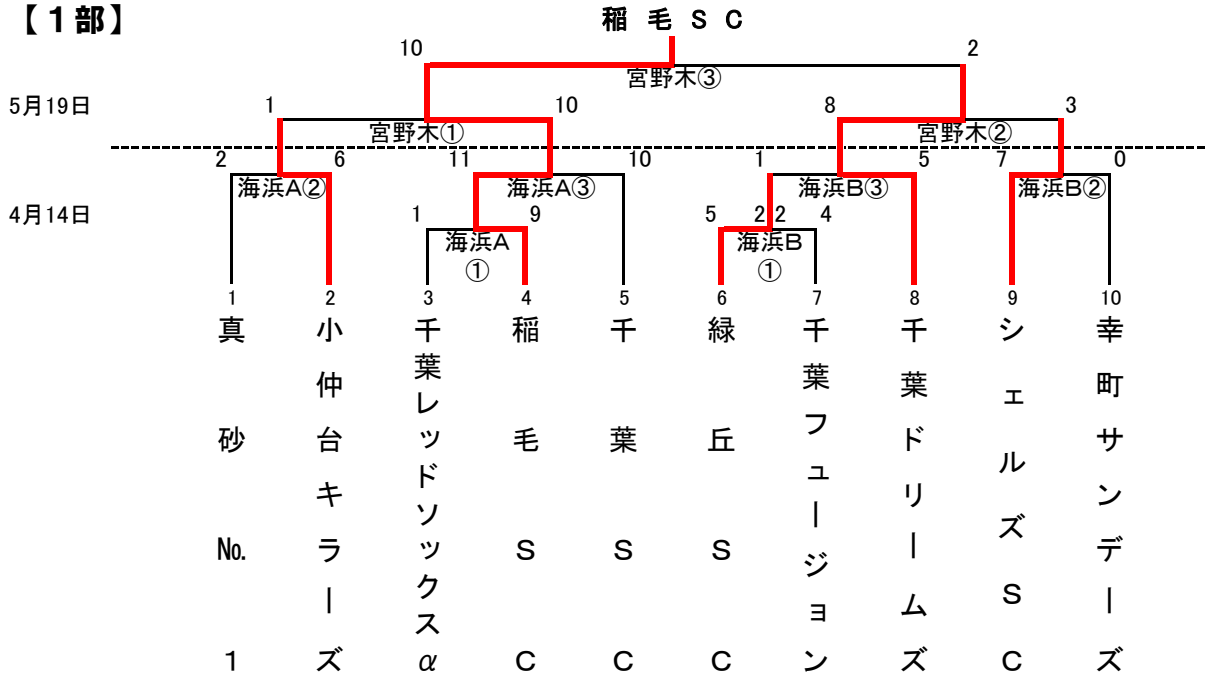 【１部】
稲毛ＳＣ
10 2
宮野木③
5月19日
1 10 8 3
宮野木① 宮野木②
2 6 11 10 1 5 7 0
海浜A② 海浜A③ 海浜B③ 海浜B②
4月14日
1 9 5 2 2 4
海浜A① 海浜B①
1 2 3 4 5 6 7 8 9 10
真砂№１
小仲台キラーズ
千葉レッドソックスα
稲毛ＳＣ
千葉ＳＣ
緑丘ＳＣ
千葉フュージョン
千葉ドリームズ
シェルズＳＣ
幸町サンデーズ